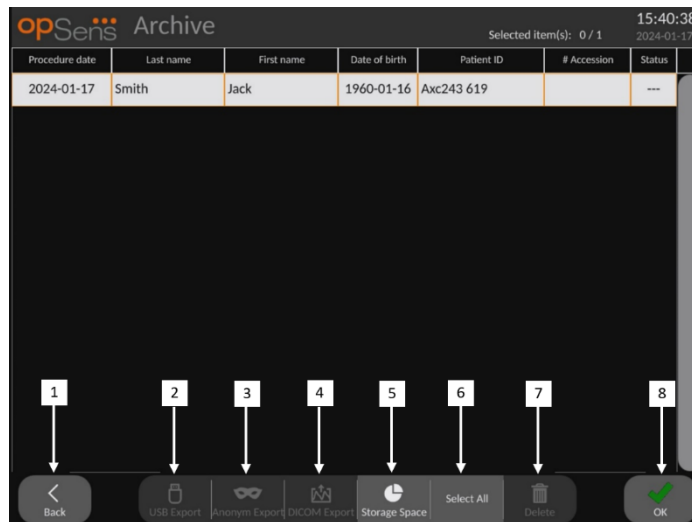 opSens Archive
Selected item(s): 0 / 1
15:40:38
2024-01-17
Procedure date Last name First name Date of birth Patient ID # Accession Status
2024-01-17 Smith Jack 1960-01-16 Axc243 619 ---
1 2 3 4 5 6 7 8
Back USB Export Anonym Export DICOM Export Storage Space Select All Delete OK